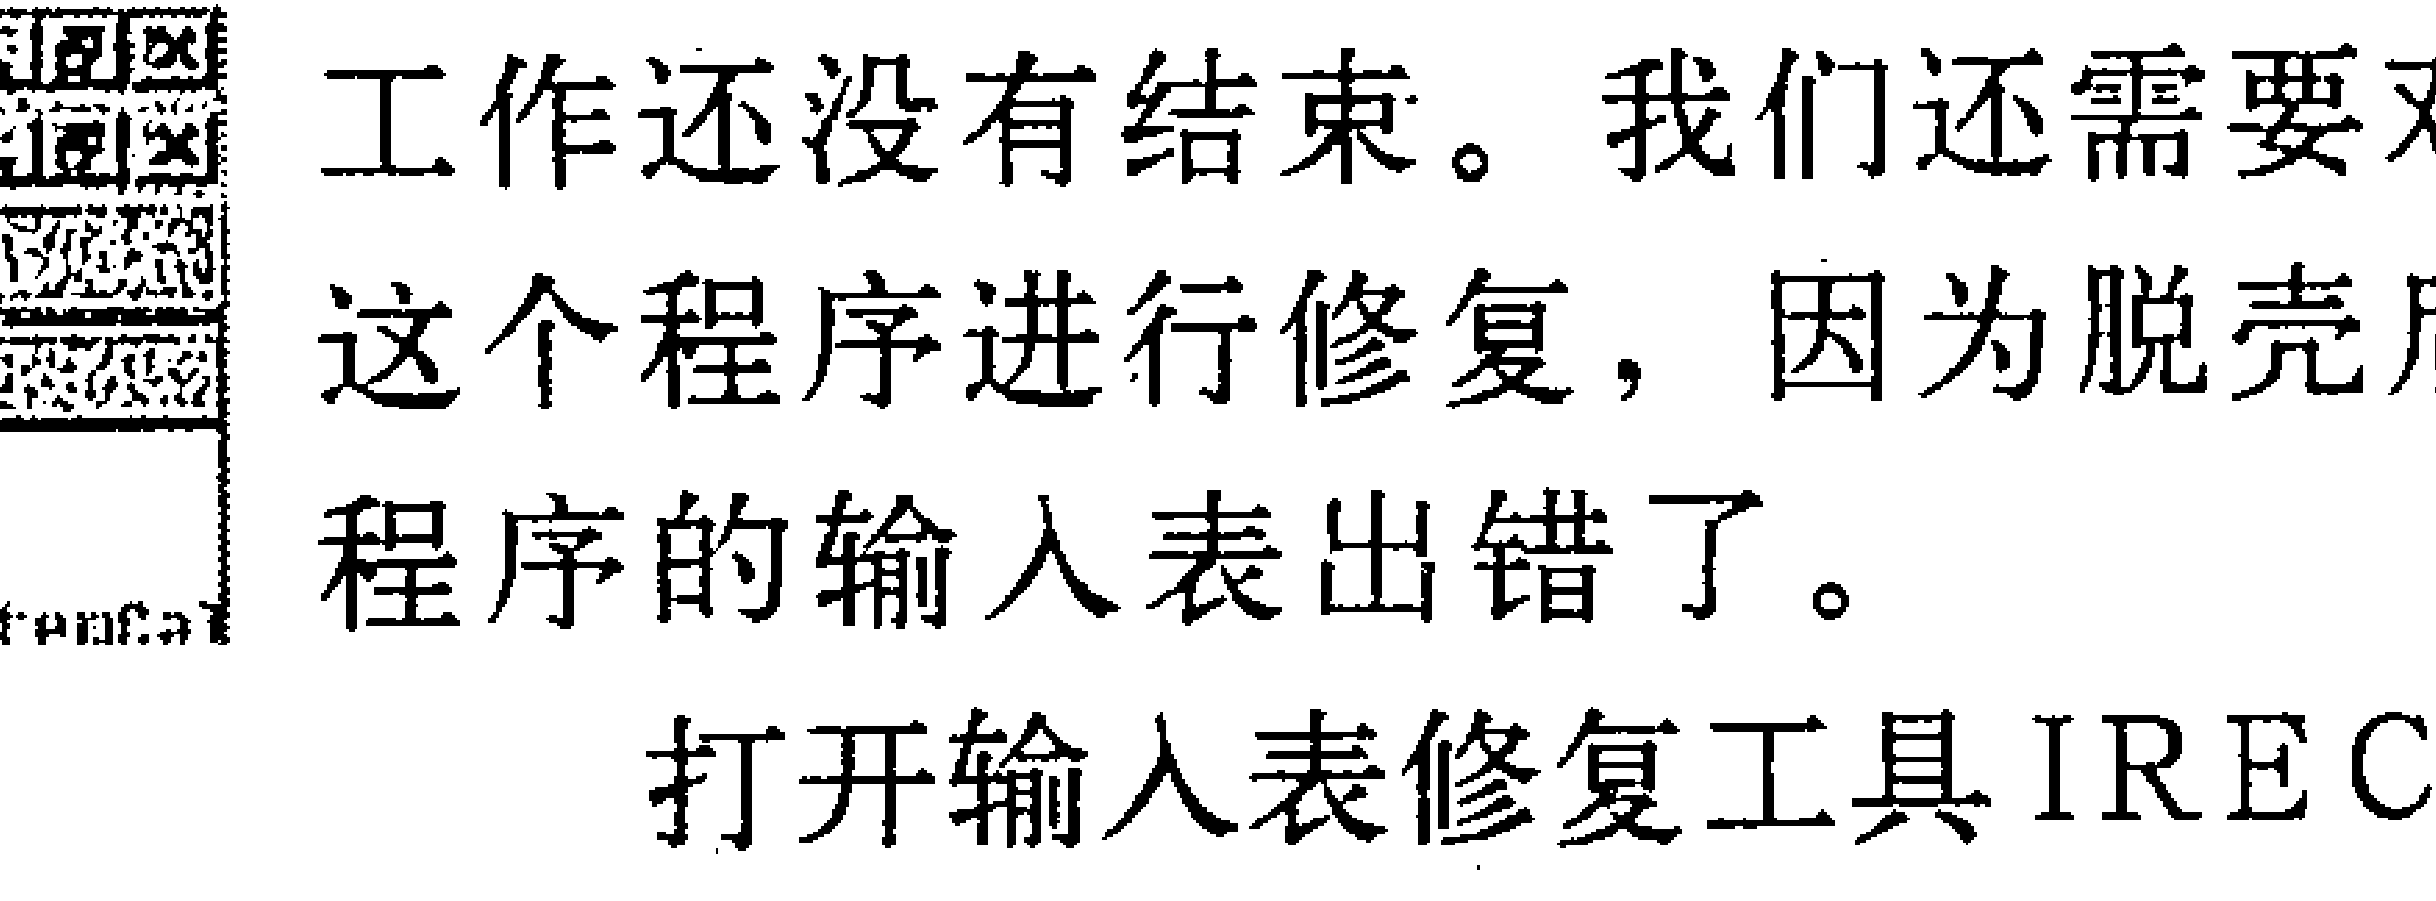 工作还没有结束。我们还需要对
这个程序进行修复，因为脱壳后
程序的输入表出错了。
打开输入表修复工具IREC